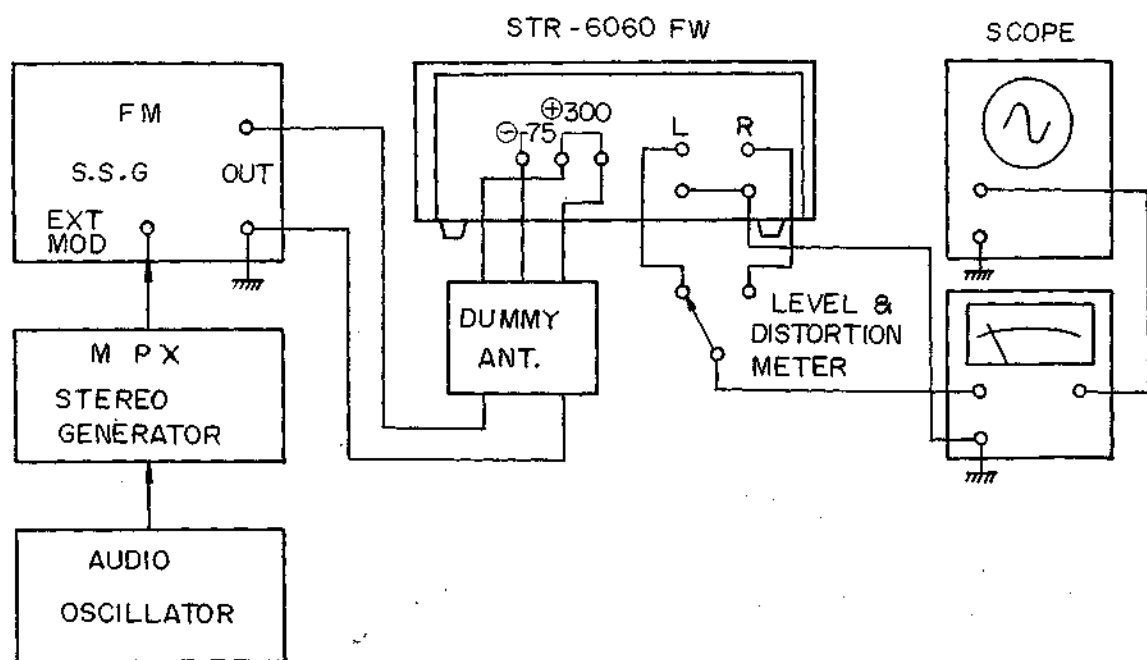 STR-6060 FW
SCOPE
FM
S.S.G
OUT
EXT
MOD
⊖ 75
⊕300
L
R
DUMMY
ANT.
LEVEL &
DISTORTION
METER
M P X
STEREO
GENERATOR
AUDIO
OSCILLATOR